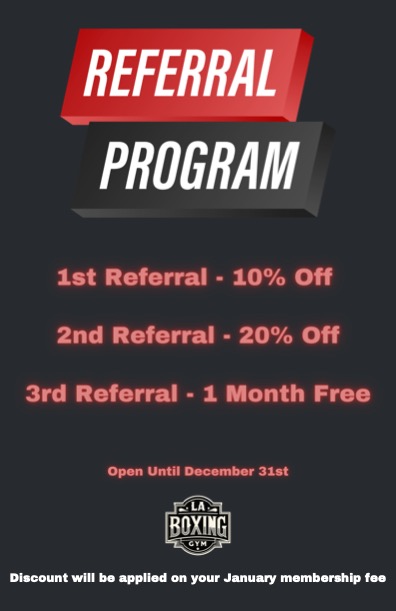 REFERRAL
PROGRAM
1st Referral - 10% Off
2nd Referral - 20% Off
3rd Referral - 1 Month Free
Open Until December 31st
LA
BOXING
GYM
Discount will be applied on your January membership fee